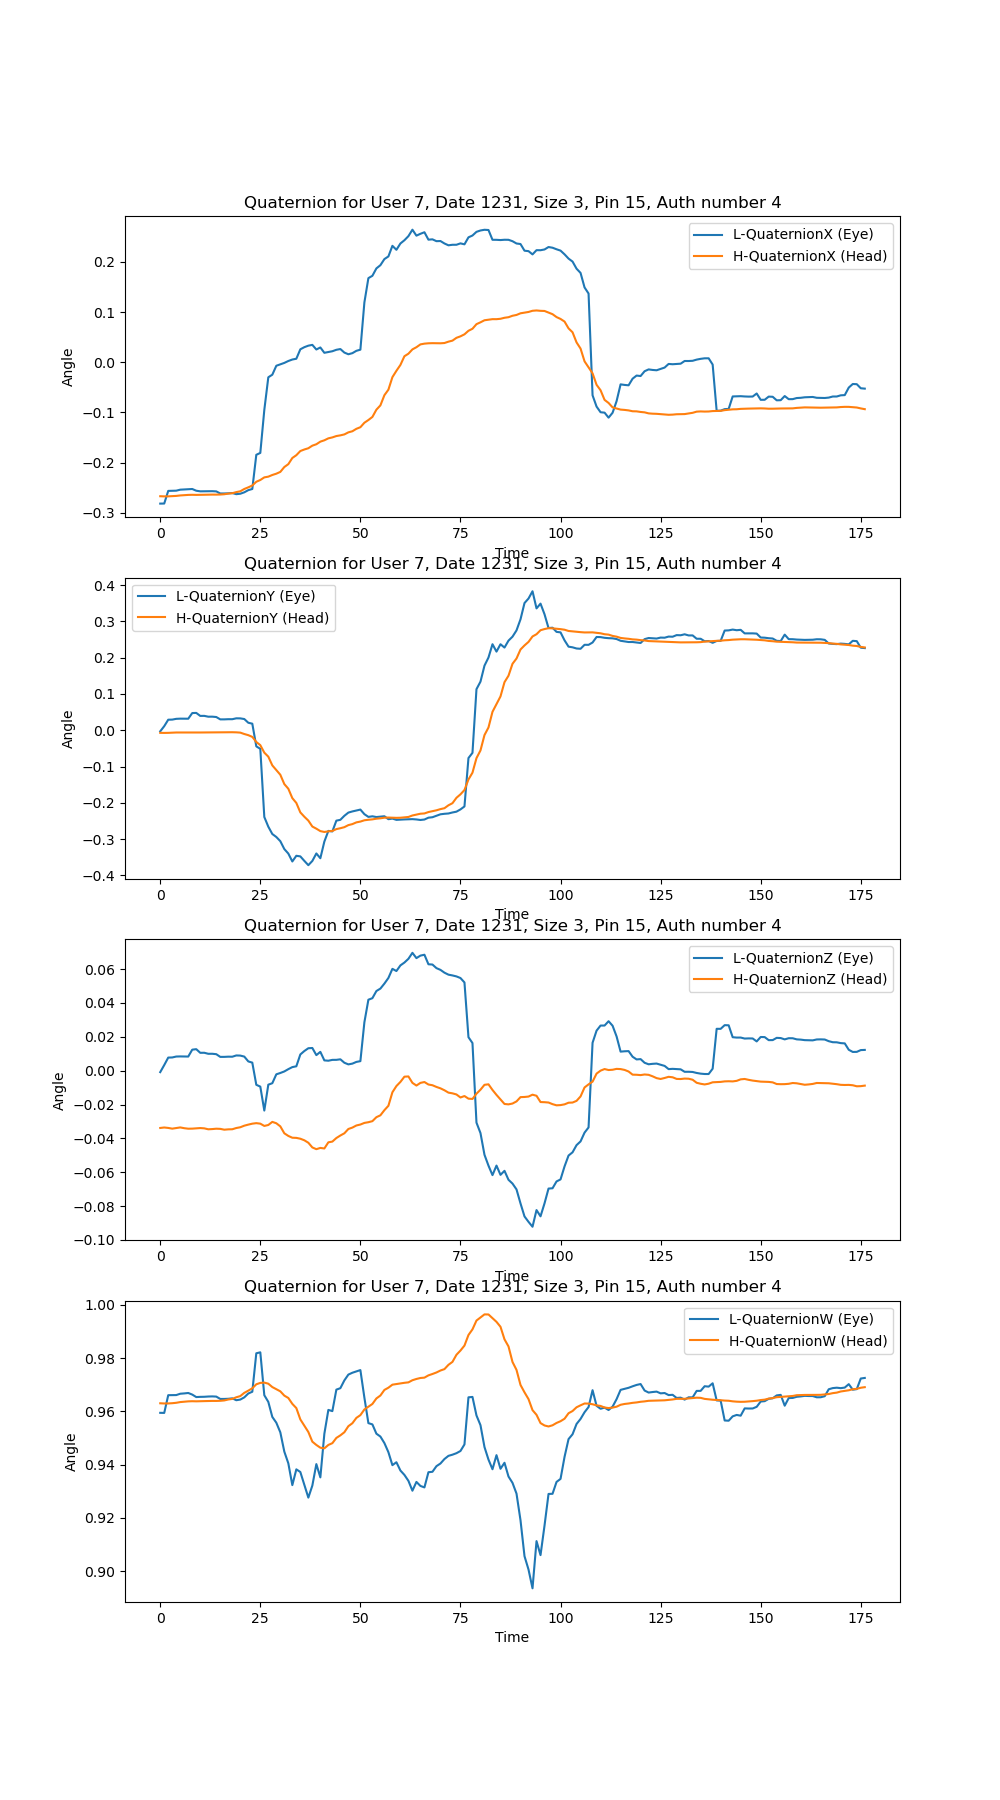 Quaternion for User 7, Date 1231, Size 3, Pin 15, Auth number 4
L-QuaternionX (Eye)
H-QuaternionX (Head)
0.2
0.1
0.0
−0.1
−0.2
−0.3
Angle
0 25 50 75 100 125 150 175
Time
Quaternion for User 7, Date 1231, Size 3, Pin 15, Auth number 4
L-QuaternionY (Eye)
H-QuaternionY (Head)
0.4
0.3
0.2
0.1
0.0
−0.1
−0.2
−0.3
−0.4
Angle
0 25 50 75 100 125 150 175
Time
Quaternion for User 7, Date 1231, Size 3, Pin 15, Auth number 4
L-QuaternionZ (Eye)
H-QuaternionZ (Head)
0.06
0.04
0.02
0.00
−0.02
−0.04
−0.06
−0.08
−0.10
Angle
0 25 50 75 100 125 150 175
Time
Quaternion for User 7, Date 1231, Size 3, Pin 15, Auth number 4
L-QuaternionW (Eye)
H-QuaternionW (Head)
1.00
0.98
0.96
0.94
0.92
0.90
Angle
0 25 50 75 100 125 150 175
Time